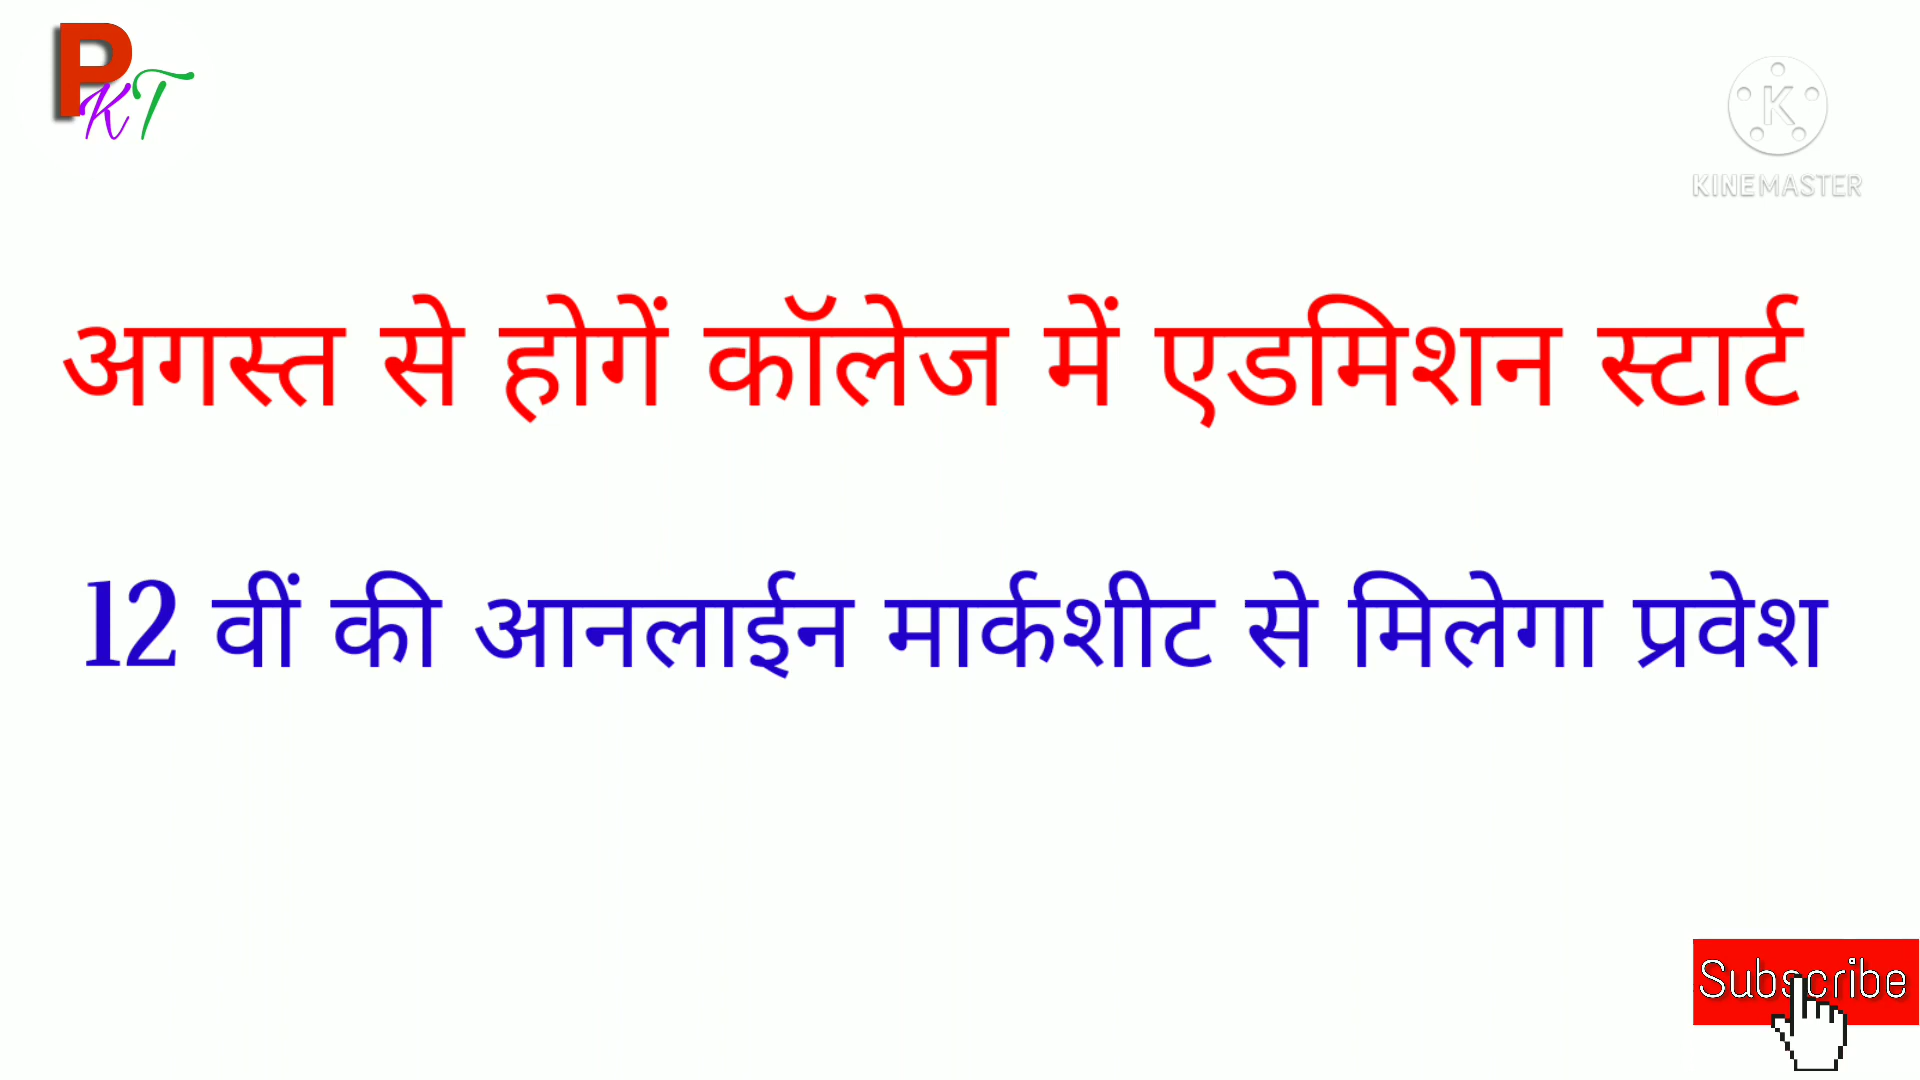 PKT
KINEMASTER
अगस्त से होगें कॉलेज में एडमिशन स्टार्ट
12 वीं की आनलाईन मार्कशीट से मिलेगा प्रवेश
Subscribe